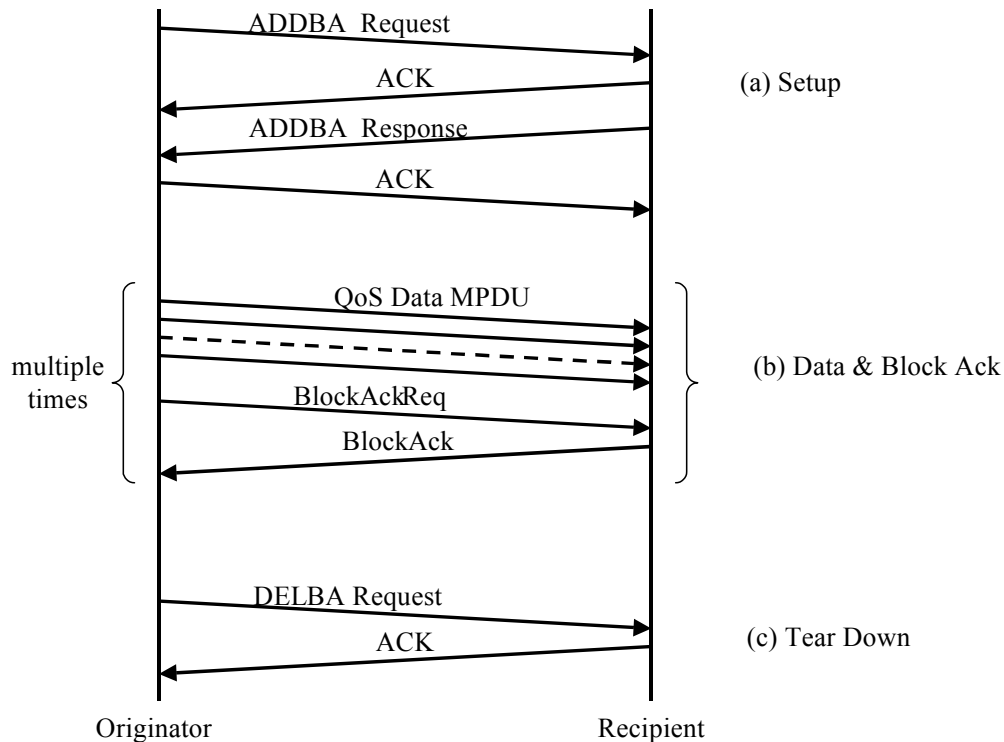 ADDBA Request
ACK
(a) Setup
ADDBA Response
ACK
QoS Data MPDU
multiple
times
(b) Data & Block Ack
BlockAckReq
BlockAck
DELBA Request
ACK
(c) Tear Down
Originator
Recipient